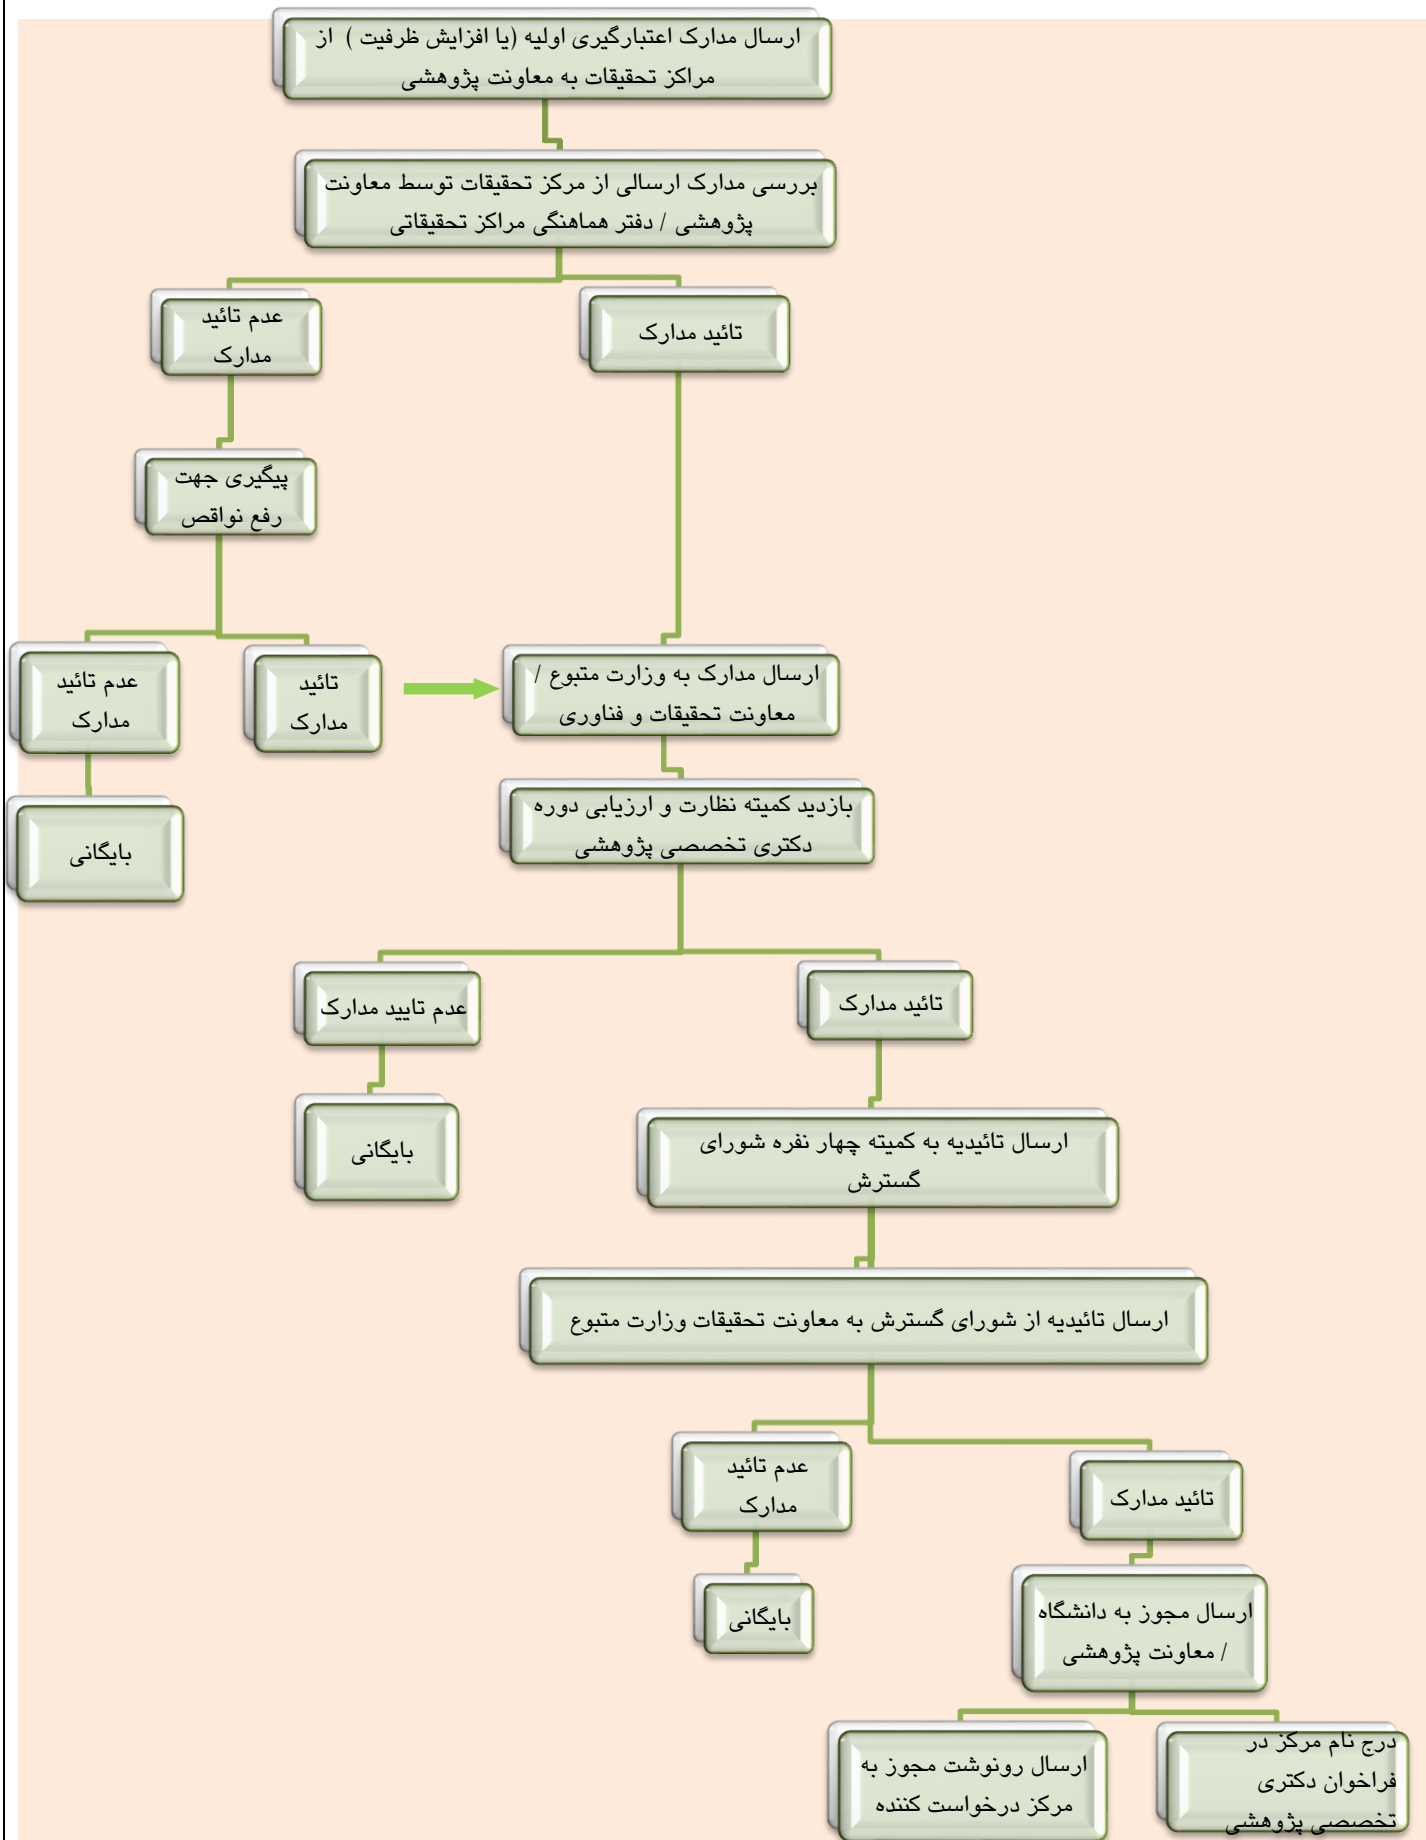 ارسال مدارک اعتبارگیری اولیه (یا افزایش ظرفیت ) از
مراکز تحقیقات به معاونت پژوهشی
بررسی مدارک ارسالی از مرکز تحقیقات توسط معاونت
پژوهشی / دفتر هماهنگی مراکز تحقیقاتی
تائید مدارک
عدم تائید
مدارک
پیگیری جهت
رفع نواقص
ارسال مدارک به وزارت متبوع /
معاونت تحقیقات و فناوری
تائید
مدارک
عدم تائید
مدارک
بایگانی
بازدید کمیته نظارت و ارزیابی دوره
دکتری تخصصی پژوهشی
تائید مدارک
عدم تایید مدارک
بایگانی
ارسال تائیدیه به کمیته چهار نفره شورای
گسترش
ارسال تائیدیه از شورای گسترش به معاونت تحقیقات وزارت متبوع
تائید مدارک
عدم تائید
مدارک
بایگانی
ارسال مجوز به دانشگاه
/ معاونت پژوهشی
درج نام مرکز در
فراخوان دکتری
تخصصی پژوهشی
ارسال رونوشت مجوز به
مرکز درخواست کننده